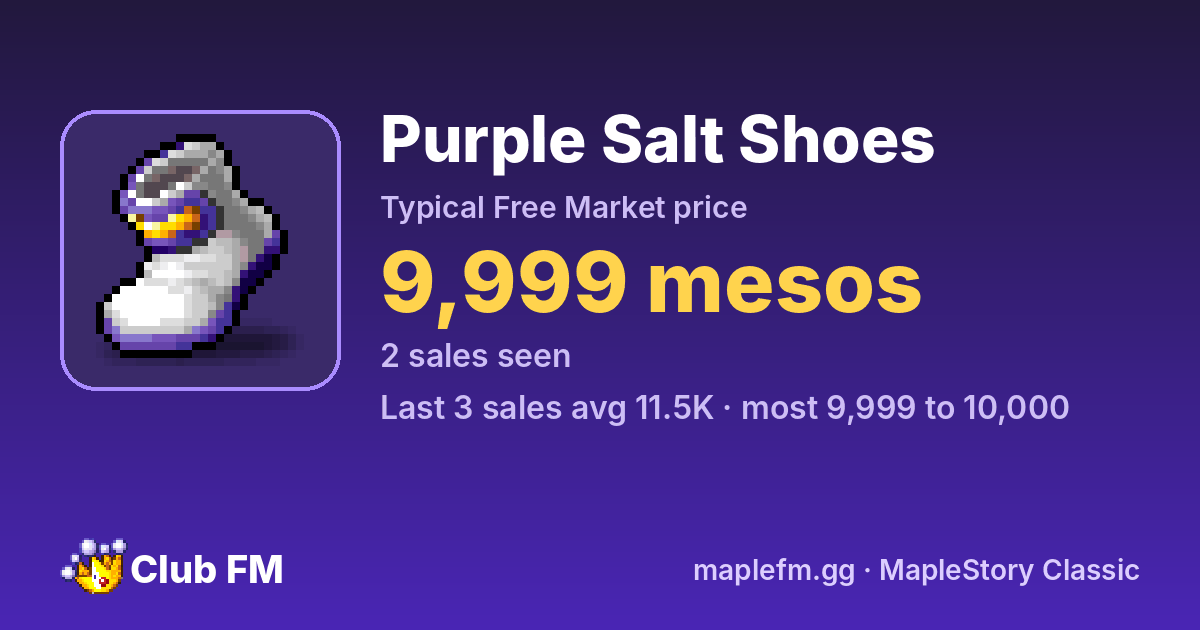 Purple Salt Shoes
Typical Free Market price
9,999 mesos
2 sales seen
Last 3 sales avg 11.5K · most 9,999 to 10,000
Club FM
maplefm.gg · MapleStory Classic